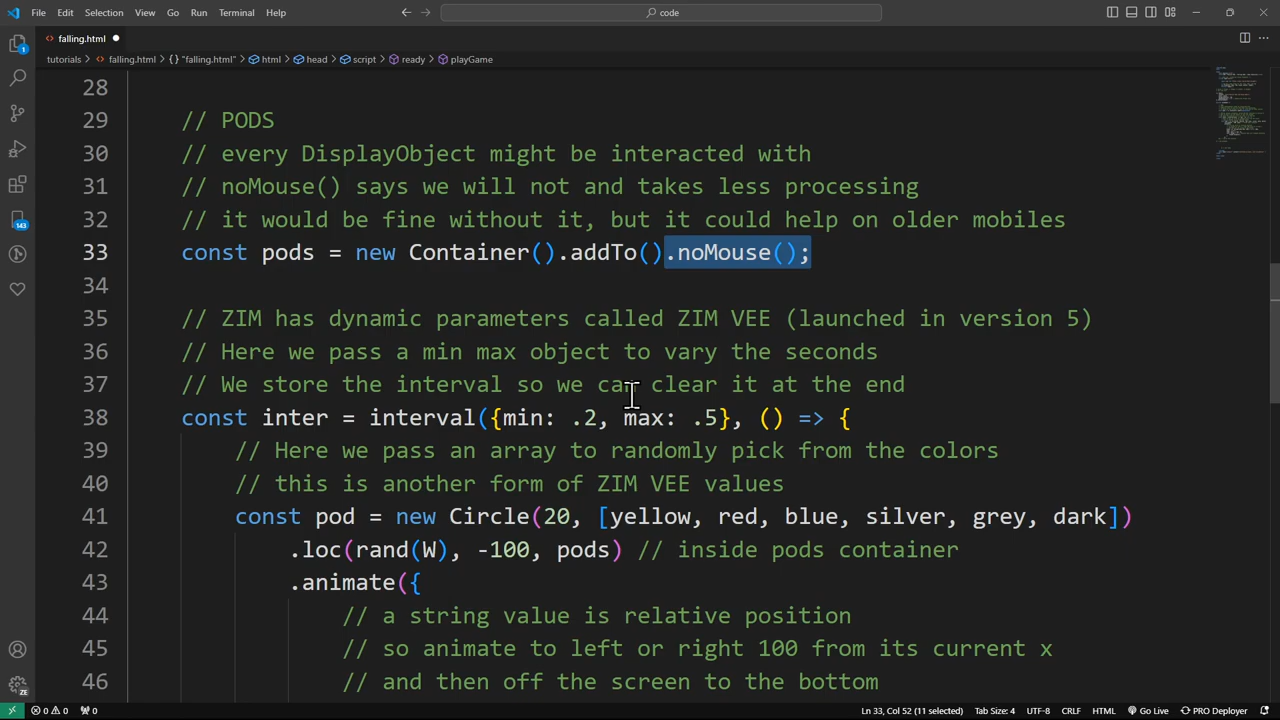 File Edit Selection View Go Run Terminal Help
code
falling.html
tutorials > falling.html > {} "falling.html" > html > head > script > ready > playGame
28
29 // PODS
30 // every DisplayObject might be interacted with
31 // noMouse() says we will not and takes less processing
32 // it would be fine without it, but it could help on older mobiles
33 const pods = new Container().addTo().noMouse();
34
35 // ZIM has dynamic parameters called ZIM VEE (launched in version 5)
36 // Here we pass a min max object to vary the seconds
37 // We store the interval so we can clear it at the end
38 const inter = interval({min: .2, max: .5}, () => {
39 // Here we pass an array to randomly pick from the colors
40 // this is another form of ZIM VEE values
41 const pod = new Circle(20, [yellow, red, blue, silver, grey, dark])
42 .loc(rand(W), -100, pods) // inside pods container
43 .animate({
44 // a string value is relative position
45 // so animate to left or right 100 from its current x
46 // and then off the screen to the bottom
1
143
ZE
0 0 0 Ln 33, Col 52 (11 selected) Tab Size: 4 UTF-8 CRLF HTML Go Live PRO Deployer